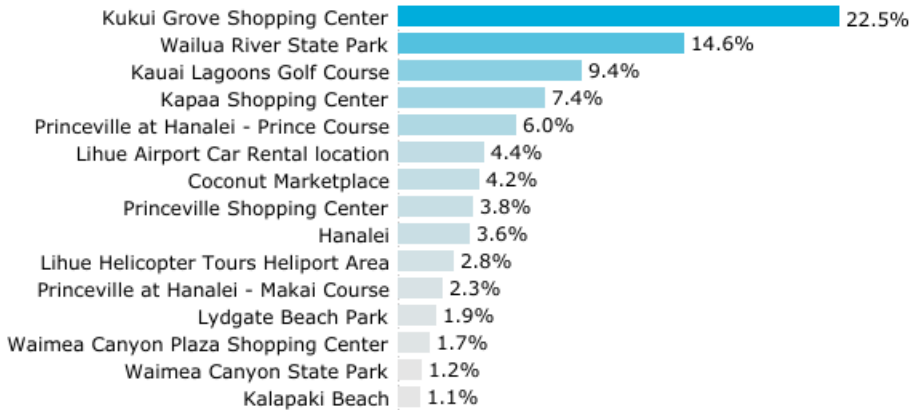 Kukui Grove Shopping Center 22.5%
Wailua River State Park 14.6%
Kauai Lagoons Golf Course 9.4%
Kapaa Shopping Center 7.4%
Princeville at Hanalei - Prince Course 6.0%
Lihue Airport Car Rental location 4.4%
Coconut Marketplace 4.2%
Princeville Shopping Center 3.8%
Hanalei 3.6%
Lihue Helicopter Tours Heliport Area 2.8%
Princeville at Hanalei - Makai Course 2.3%
Lydgate Beach Park 1.9%
Waimea Canyon Plaza Shopping Center 1.7%
Waimea Canyon State Park 1.2%
Kalapaki Beach 1.1%